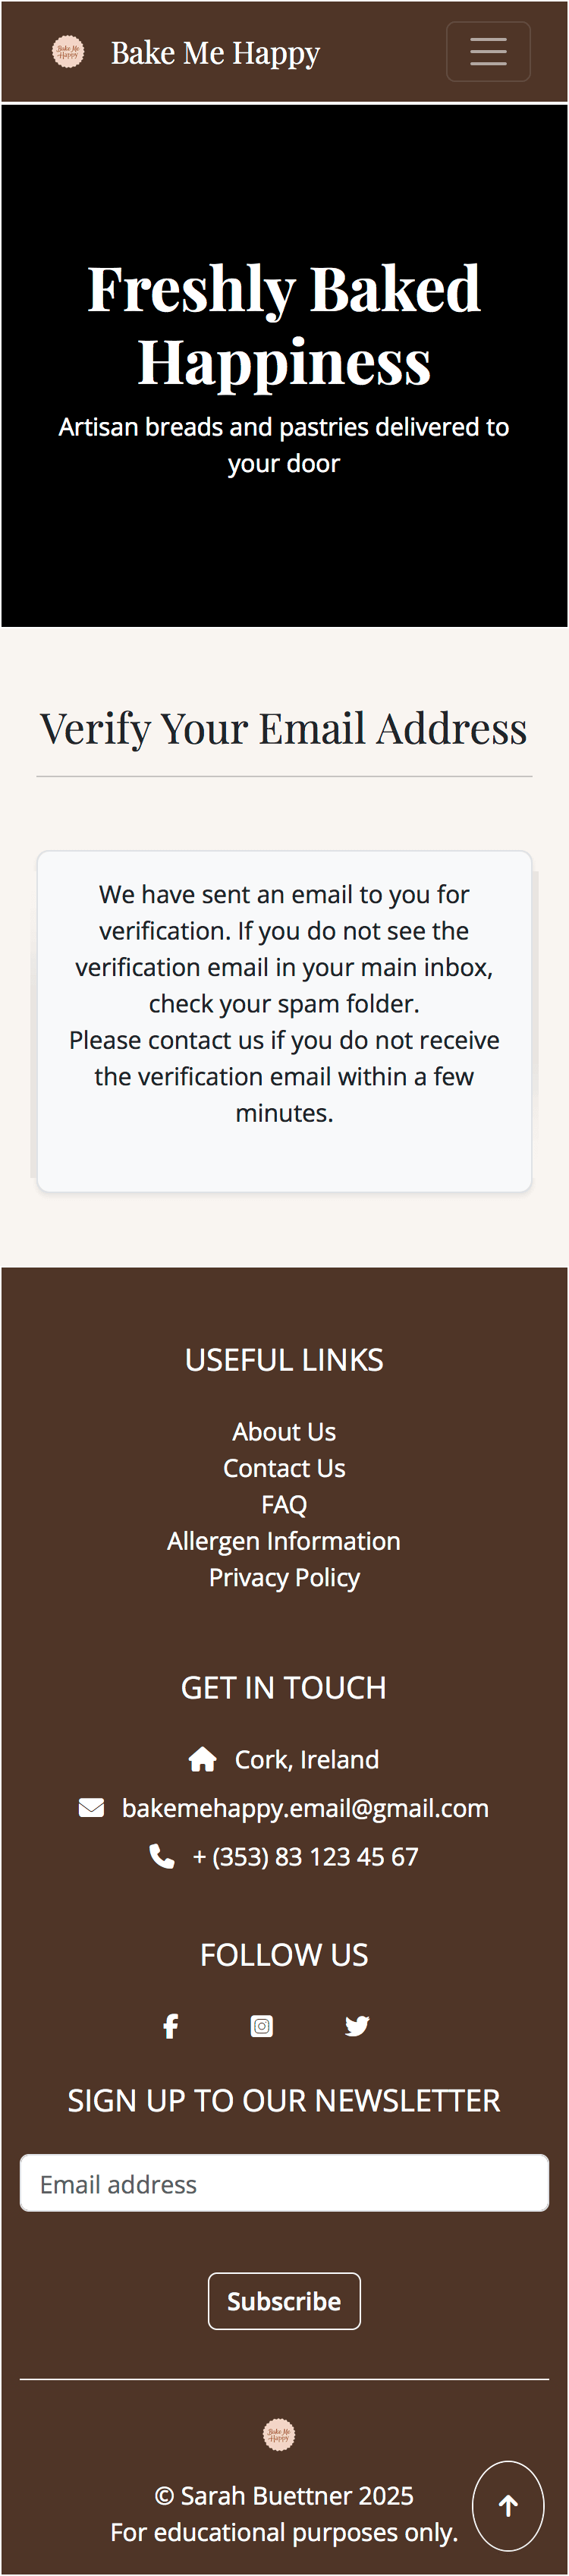 Bake Me
Happy
Bake Me Happy
Freshly Baked
Happiness
Artisan breads and pastries delivered to
your door
Verify Your Email Address
We have sent an email to you for
verification. If you do not see the
verification email in your main inbox,
check your spam folder.
Please contact us if you do not receive
the verification email within a few
minutes.
USEFUL LINKS
About Us
Contact Us
FAQ
Allergen Information
Privacy Policy
GET IN TOUCH
Cork, Ireland
bakemehappy.email@gmail.com
+ (353) 83 123 45 67
FOLLOW US
SIGN UP TO OUR NEWSLETTER
Email address
Subscribe
Bake Me
Happy
© Sarah Buettner 2025
For educational purposes only.